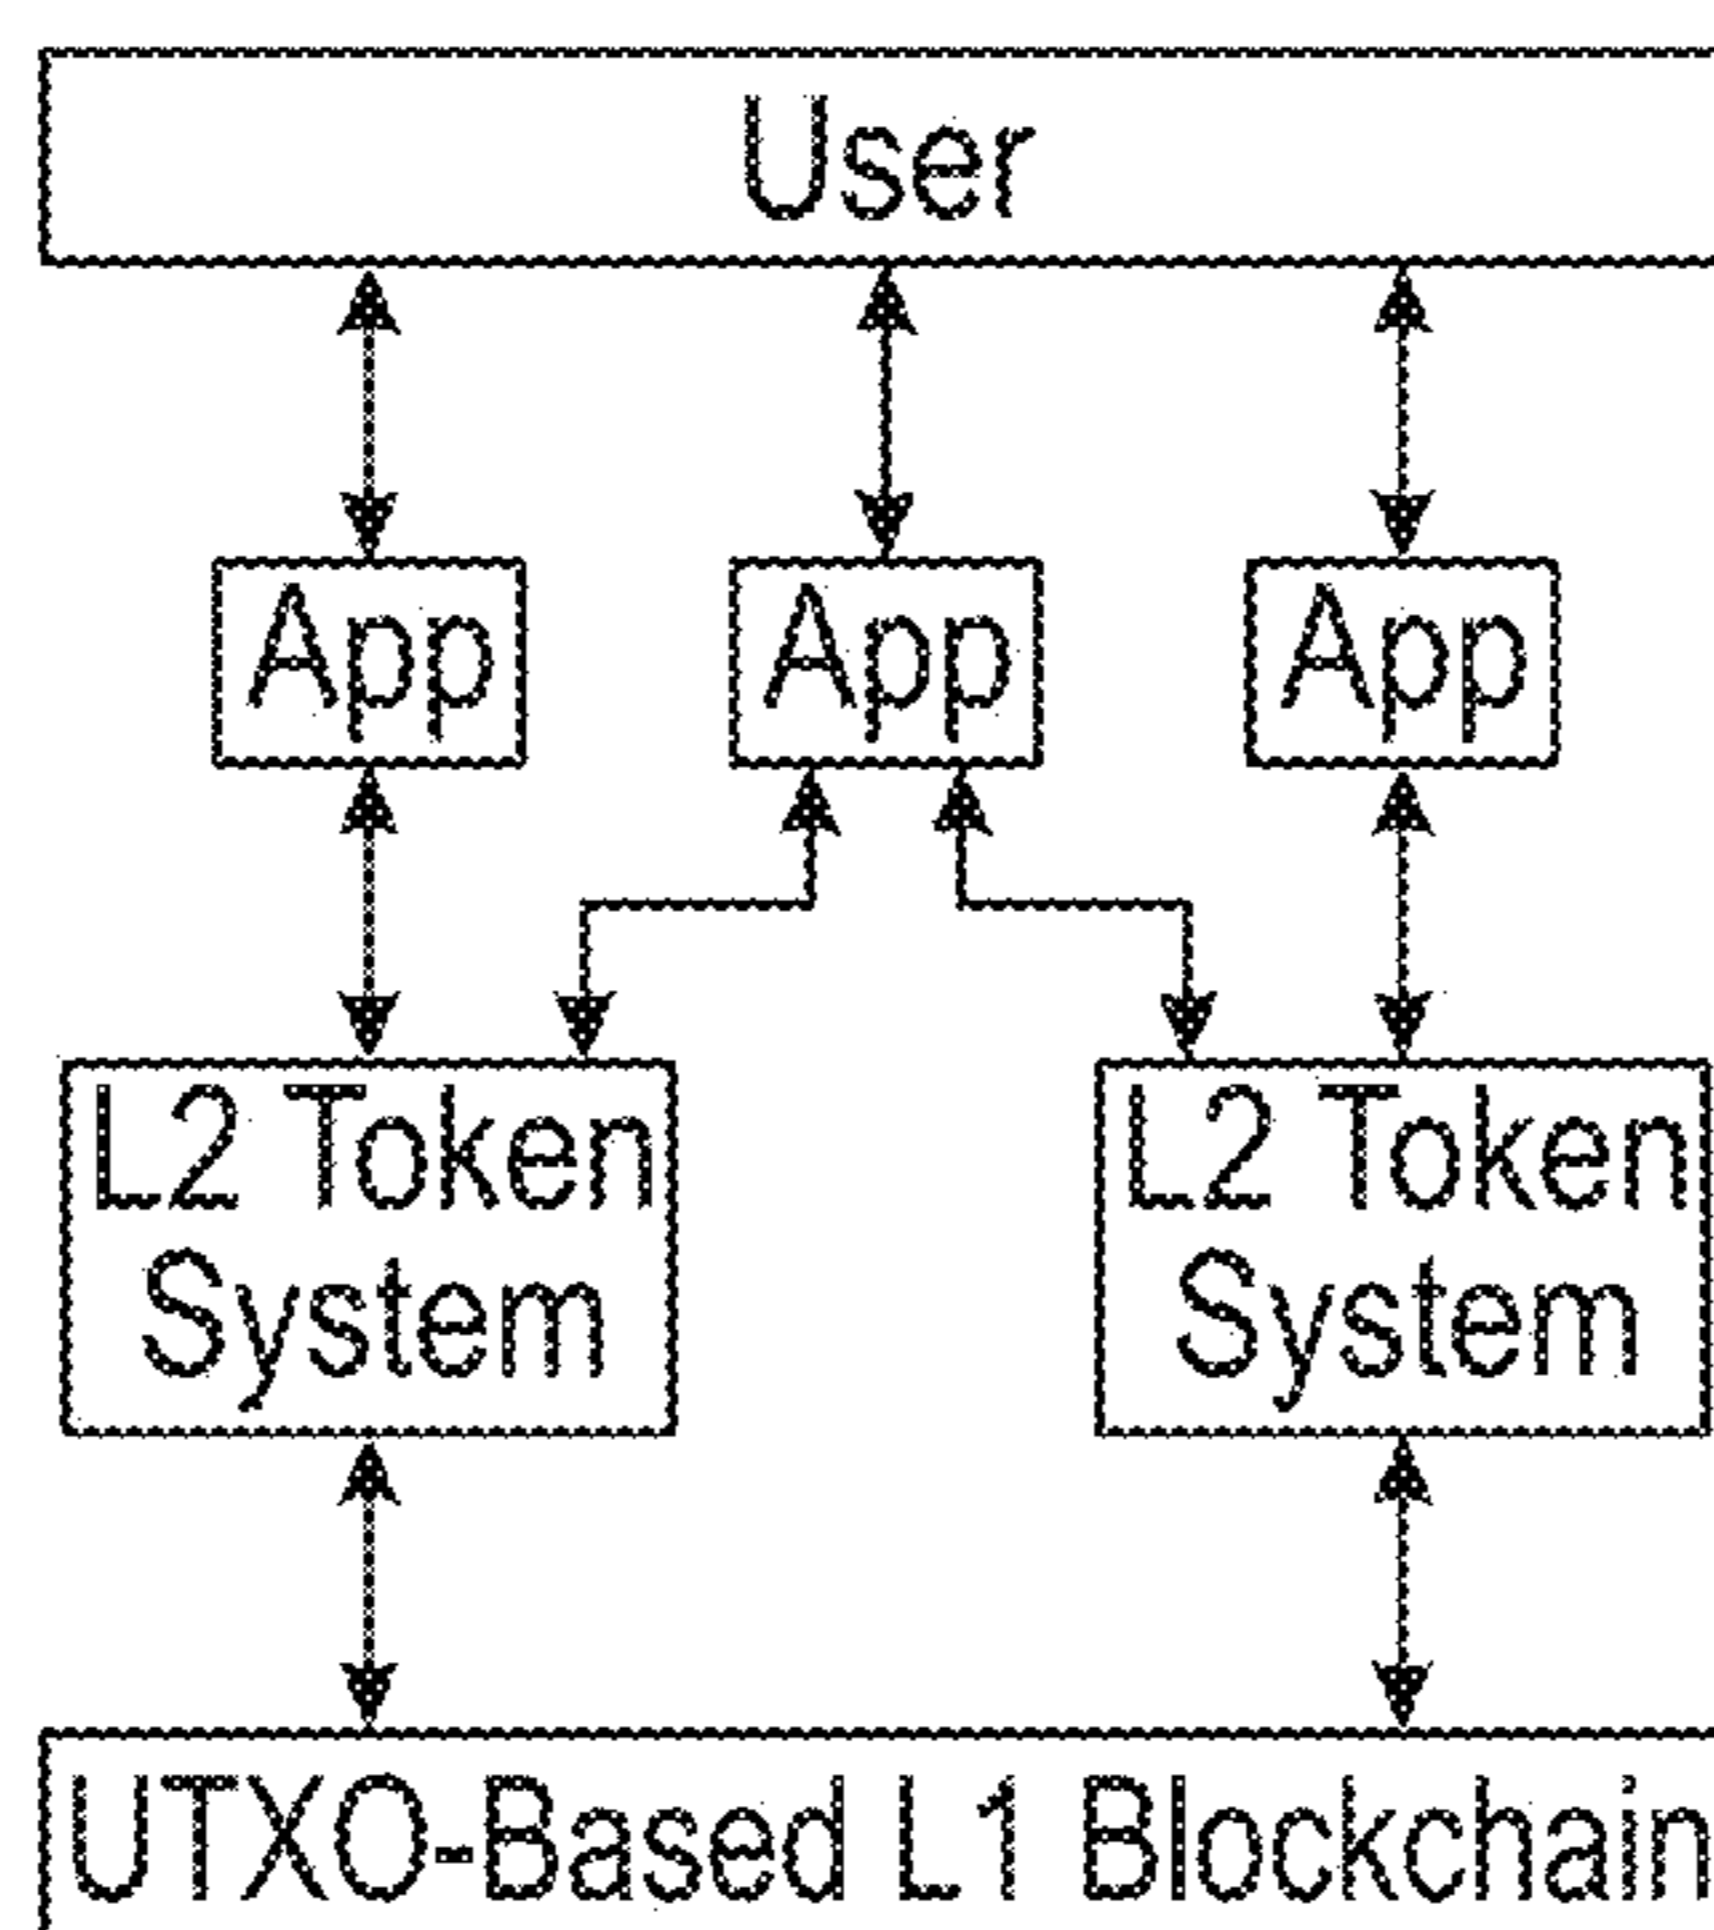 User
App
App
App
L2 Token
System
L2 Token
System
UTXO-Based L1 Blockchain